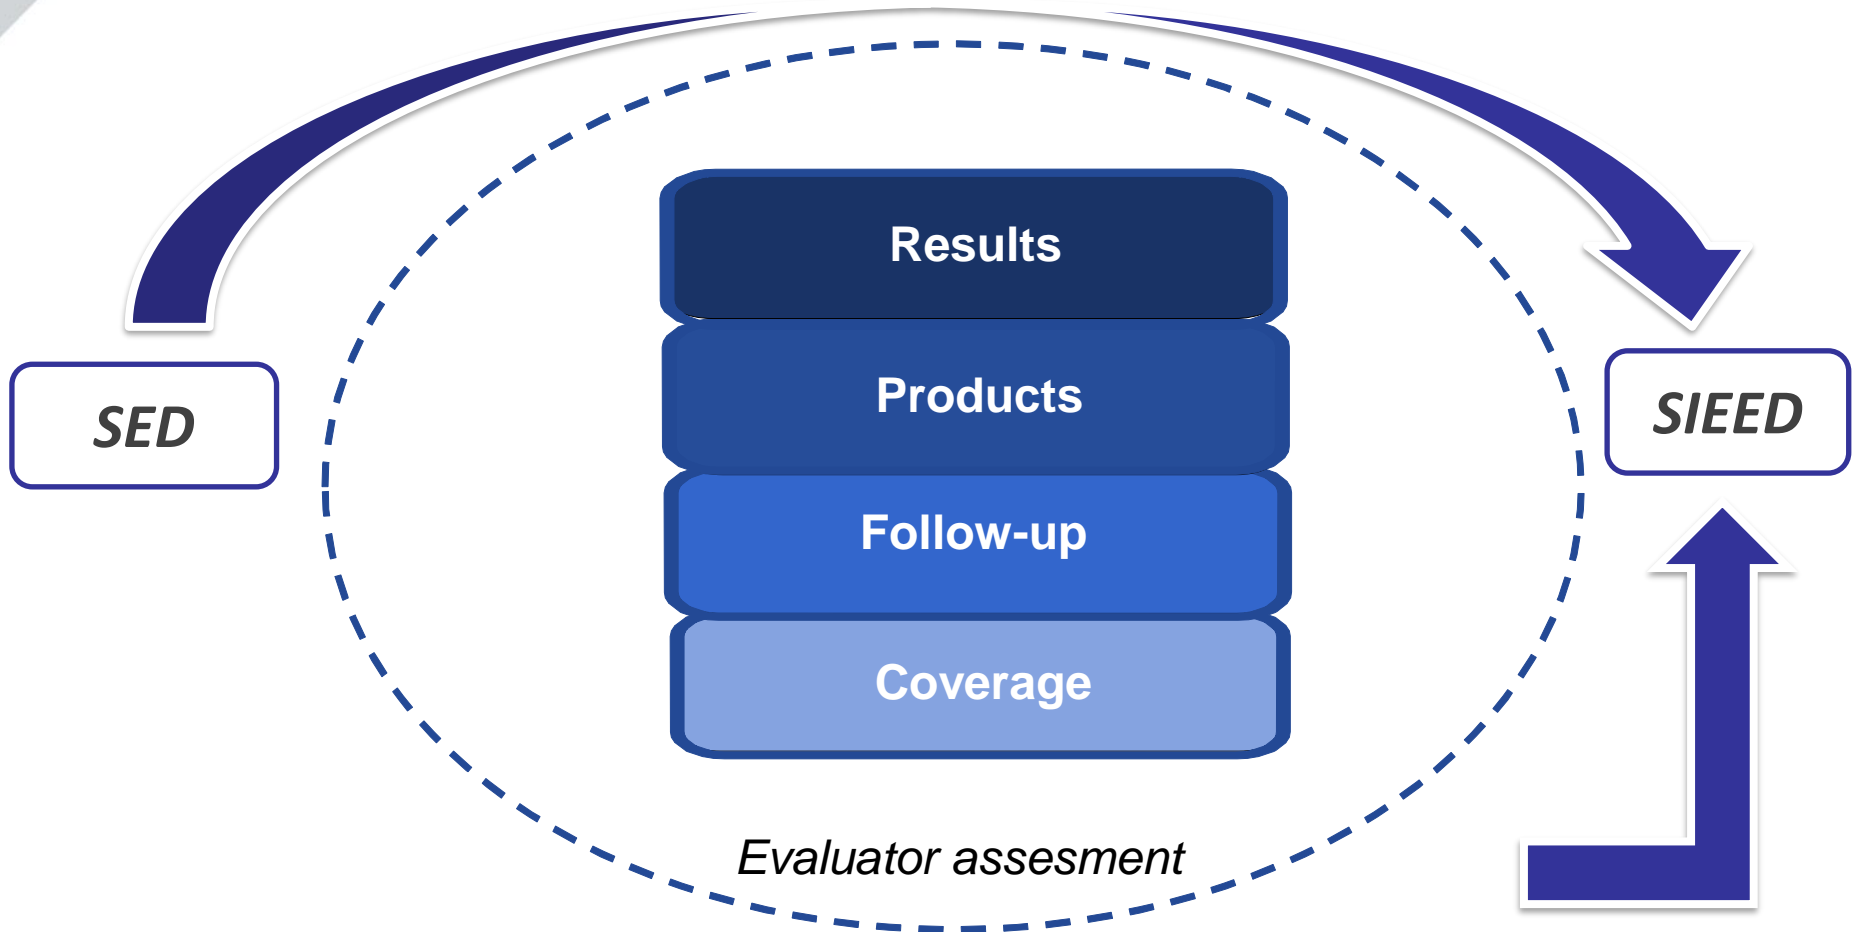 Results
Products
SED
SIEED
Follow-up
Coverage
Evaluator assesment